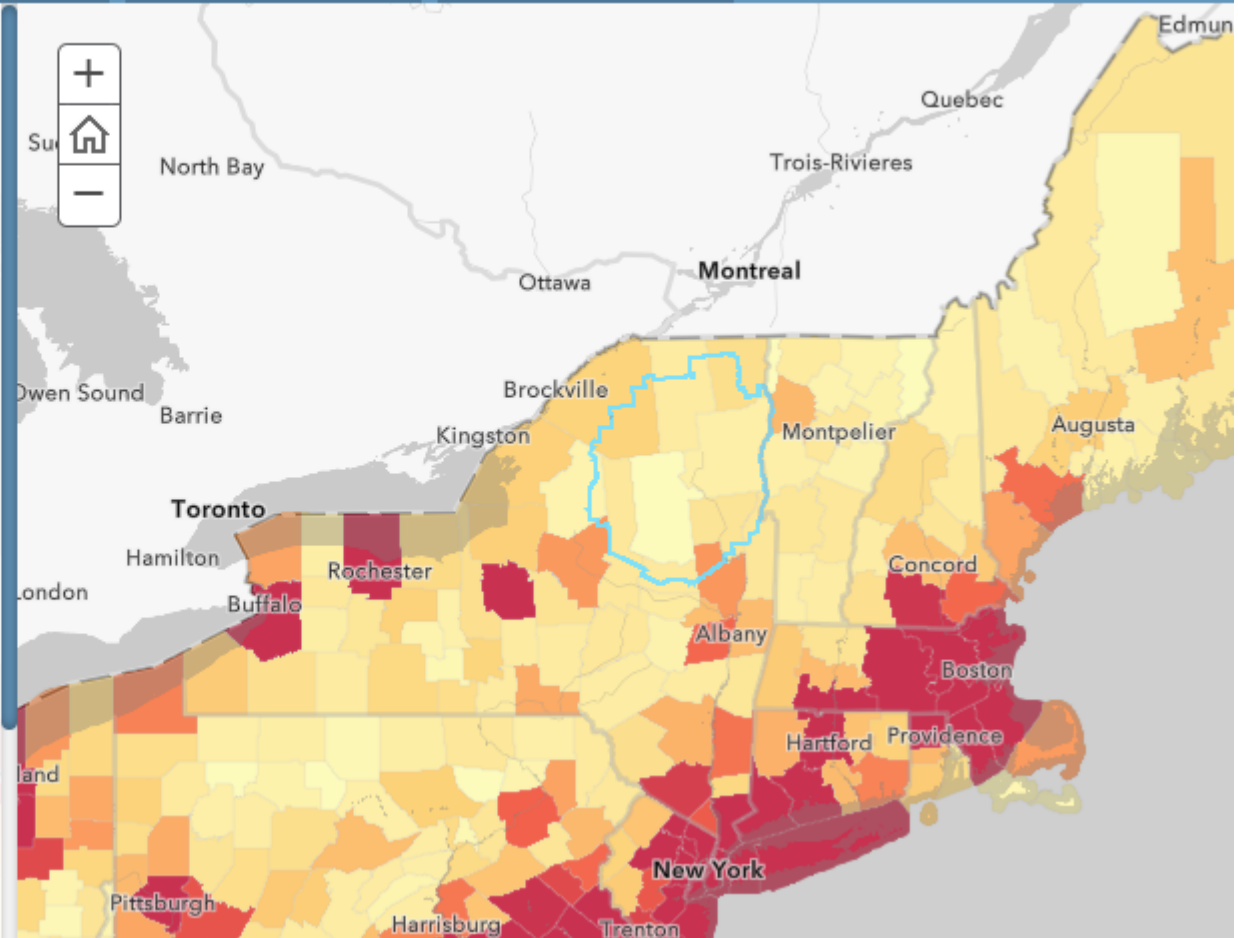 Edmun
+
Quebec
Su
North Bay
Trois-Rivieres
−
Montreal
Ottawa
Brockville
Owen Sound
Barrie
Augusta
Montpelier
Kingston
Toronto
Hamilton
Rochester
Concord
London
Buffalo
Albany
Boston
Hartford
Providence
land
New York
Pittsburgh
Harrisburg
Trenton